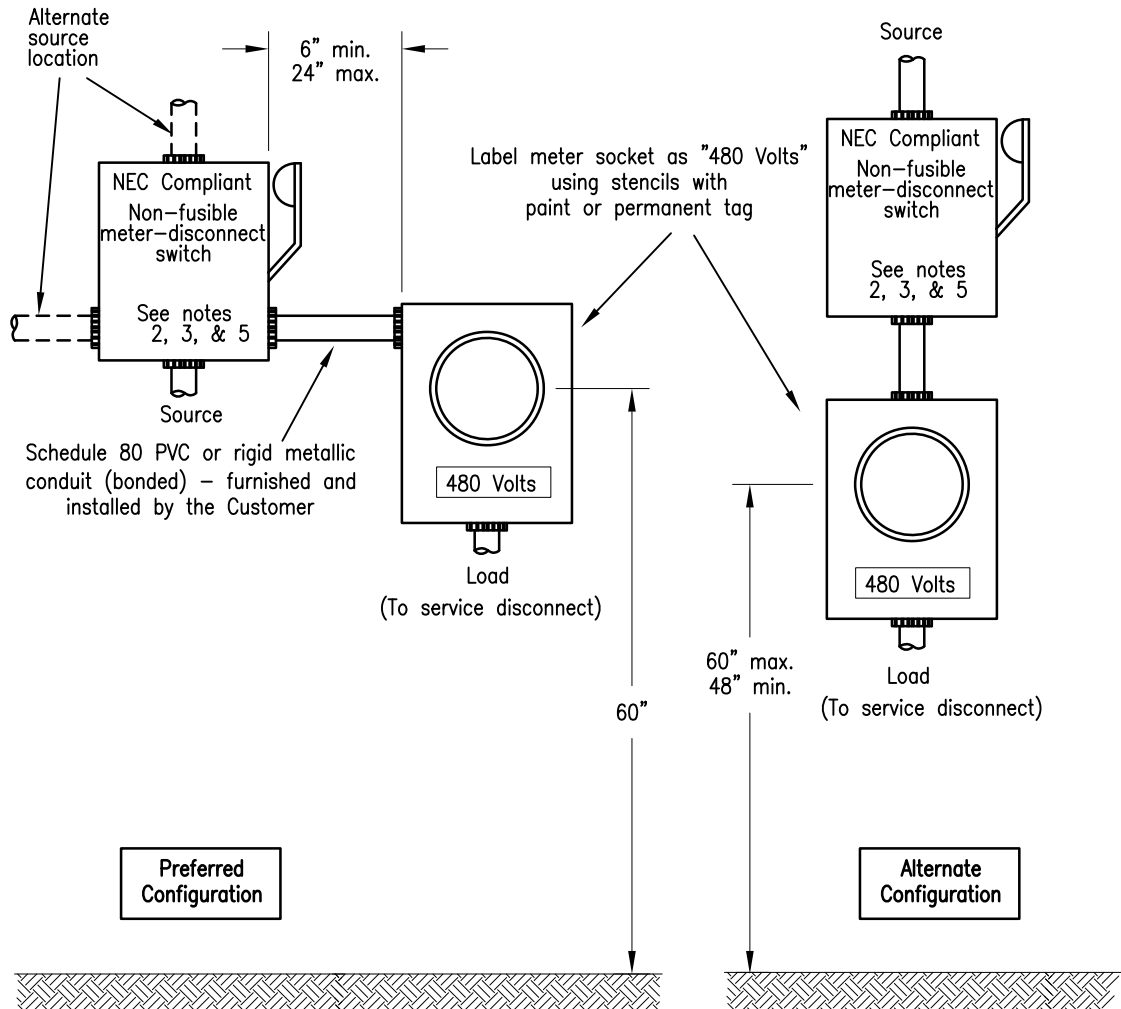 Alternate
source
location
6" min.
24" max.
NEC Compliant
Non-fusible
meter-disconnect
switch
See notes
2, 3, & 5
Source
Schedule 80 PVC or rigid metallic
conduit (bonded) – furnished and
installed by the Customer
480 Volts
Load
(To service disconnect)
60"
Label meter socket as "480 Volts"
using stencils with
paint or permanent tag
Preferred
Configuration
Source
NEC Compliant
Non-fusible
meter-disconnect
switch
See notes
2, 3, & 5
480 Volts
Load
(To service disconnect)
60" max.
48" min.
Alternate
Configuration